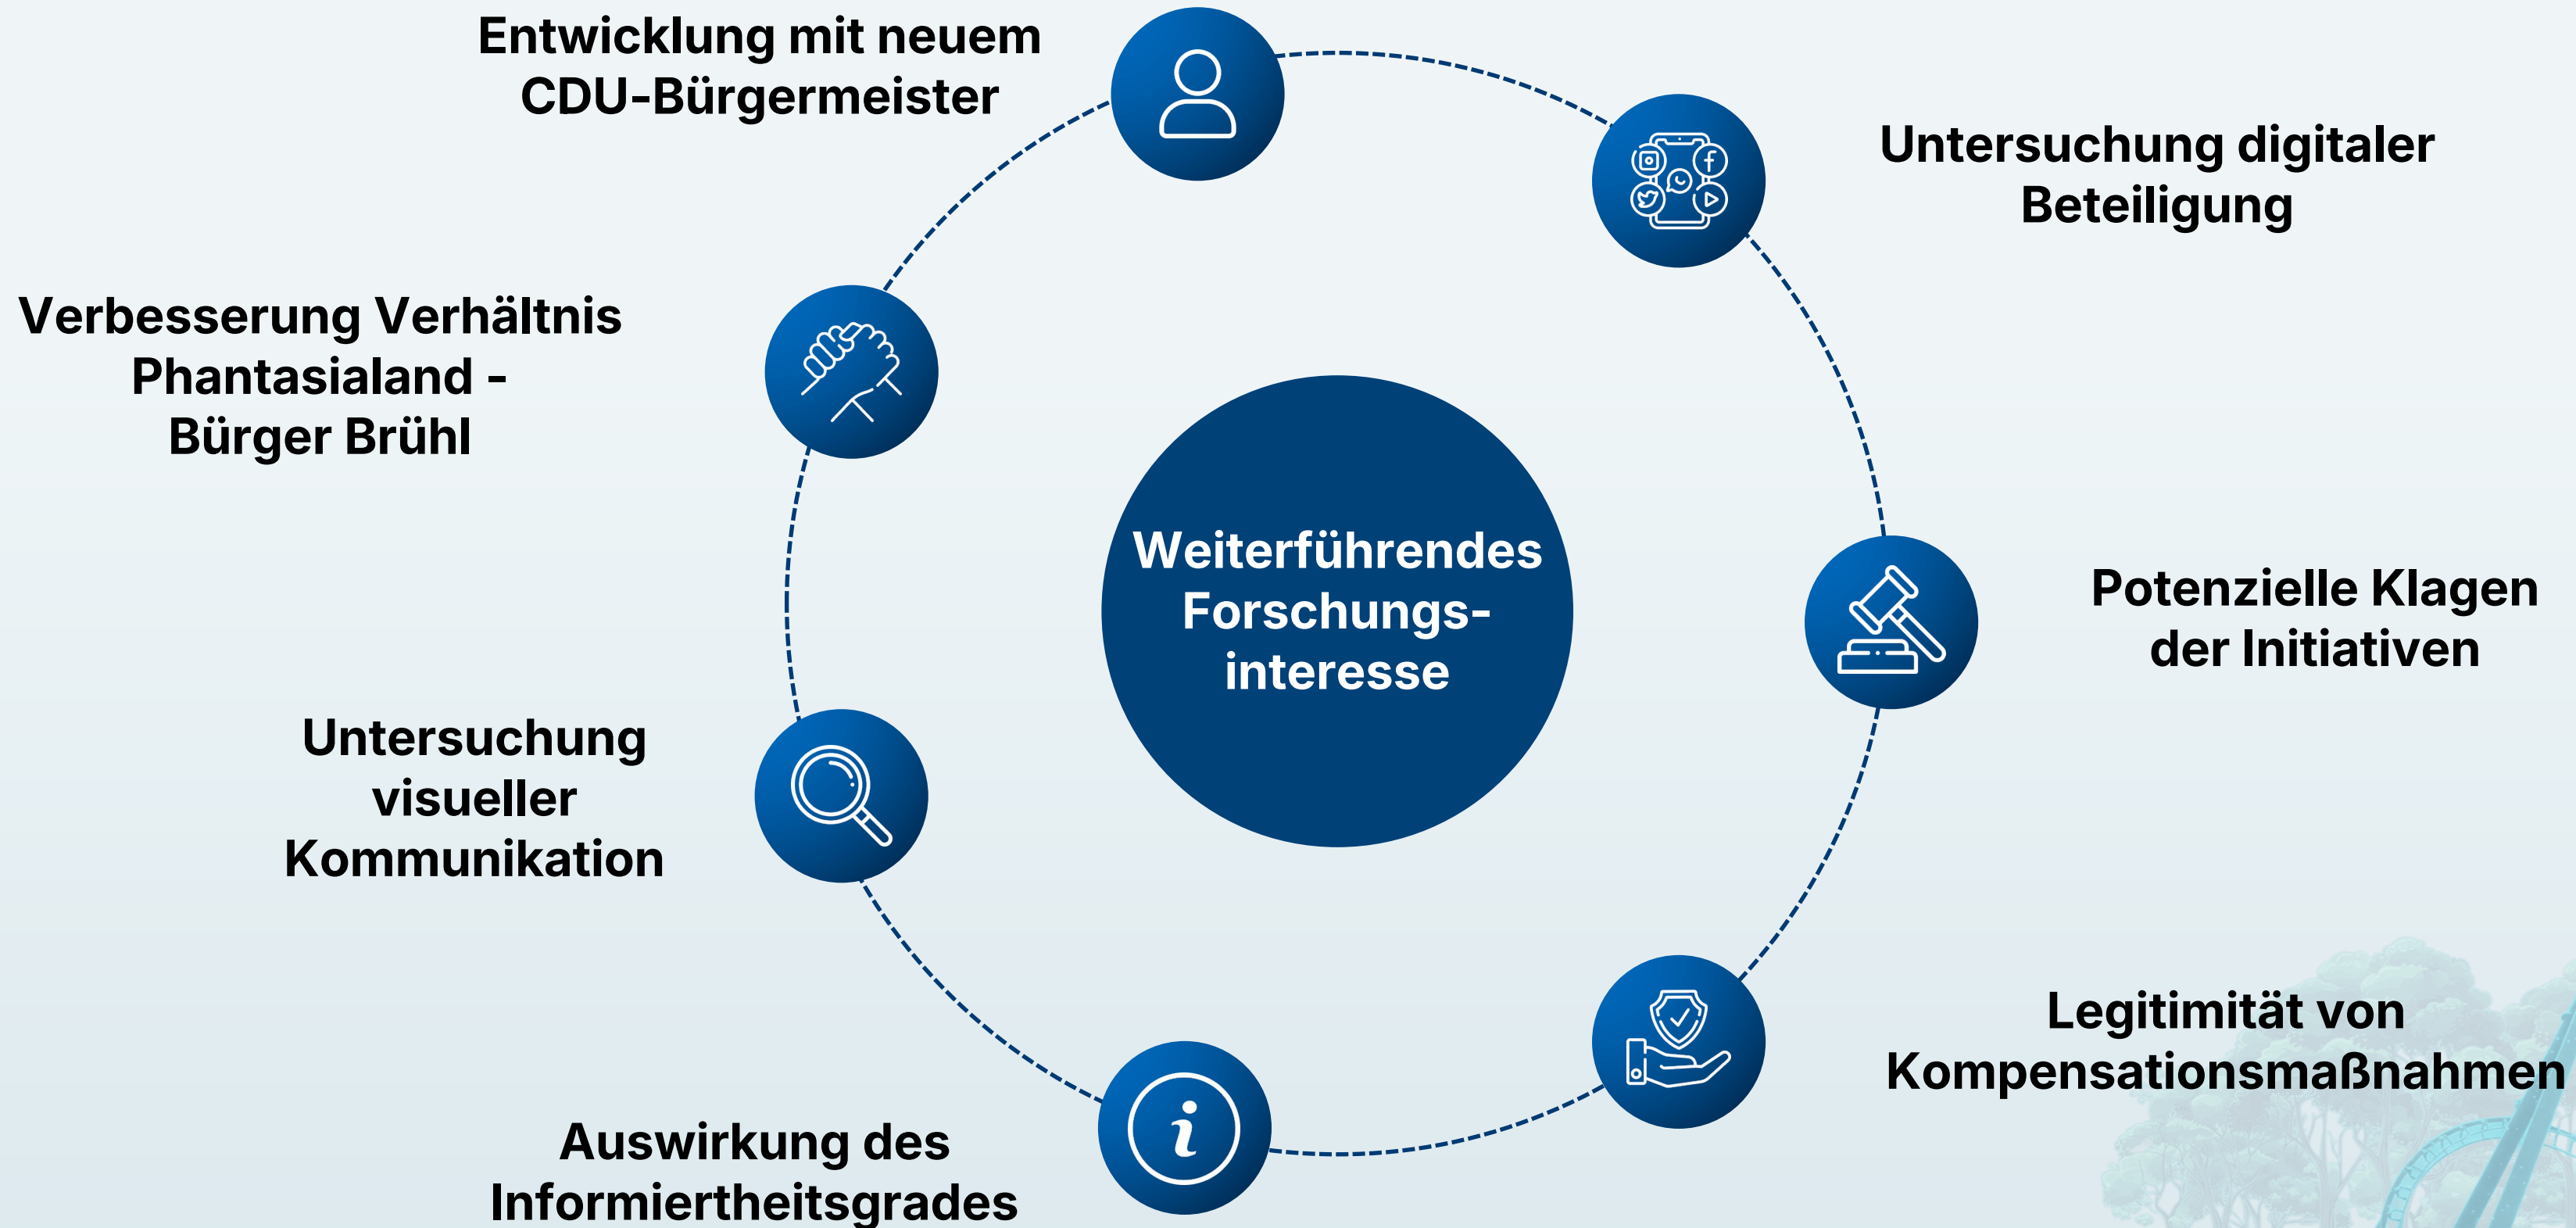 Entwicklung mit neuem
CDU-Bürgermeister
Untersuchung digitaler
Beteiligung
Verbesserung Verhältnis
Phantasialand -
Bürger Brühl
Weiterführendes
Forschungs-
interesse
Potenzielle Klagen
der Initiativen
Untersuchung
visueller
Kommunikation
Legitimität von
Kompensationsmaßnahmen
Auswirkung des
Informiertheitsgrades